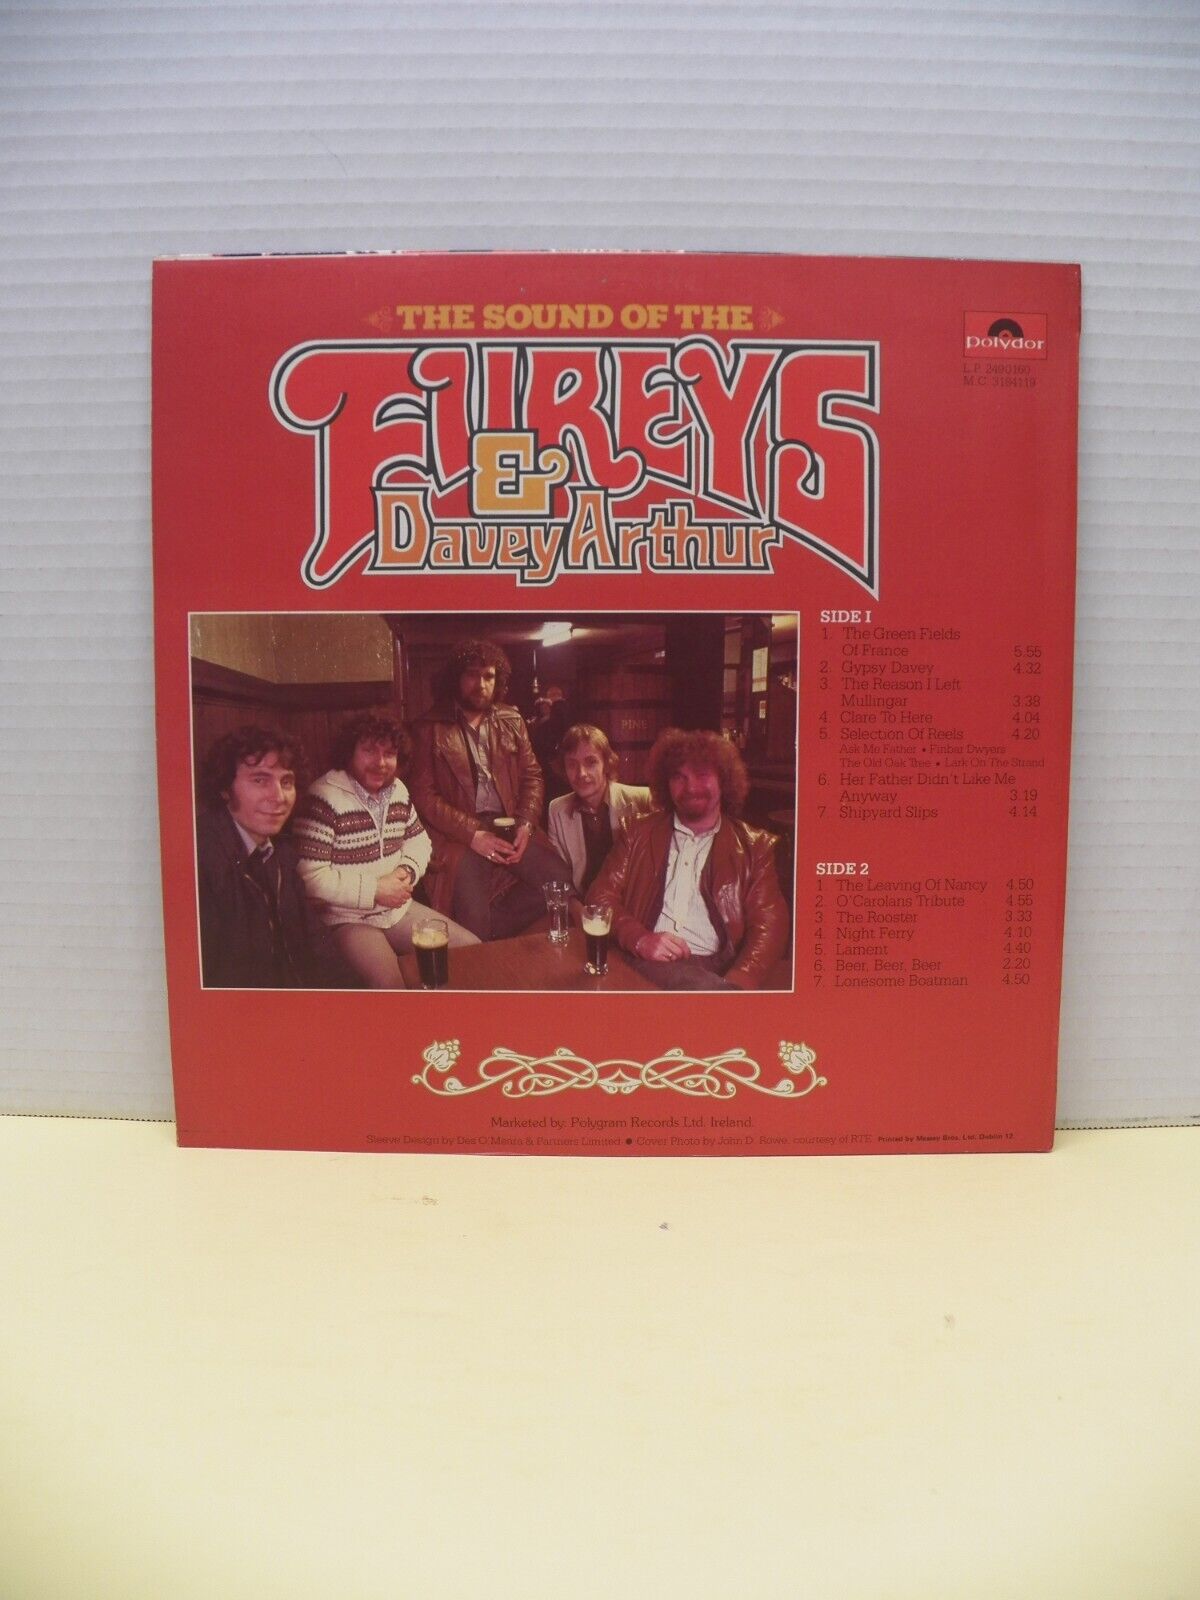 THE SOUND OF THE
FUREYS
&
Davey Arthur
polydor
L.P. 2490160
M.C. 3184119
SIDE 1
1. The Green Fields
Of France 5.55
2. Gypsy Davey 4.32
3. The Reason I Left
Mullingar 3.38
4. Clare To Here 4.04
5. Selection Of Reels 4.20
Ask Me Father • Finbar Dwyers
The Old Oak Tree • Lark On The Strand
6. Her Father Didn't Like Me
Anyway 3.19
7. Shipyard Slips 4.14
SIDE 2
1. The Leaving Of Nancy 4.50
2. O'Carolans Tribute 4.55
3. The Rooster 3.33
4. Night Ferry 4.10
5. Lament 4.40
6. Beer, Beer, Beer 2.20
7. Lonesome Boatman 4.50
PINE
Marketed by: Polygram Records Ltd. Ireland.
Sleeve Design by Des O'Meara & Partners Limited ● Cover Photo by John D. Rowe, courtesy of RTE Printed by Massey Bros. Ltd. Dublin 12.